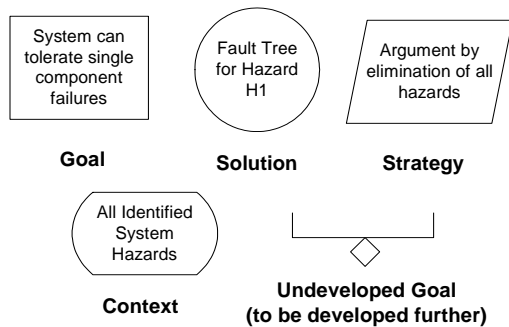 System can
tolerate single
component
failures
Goal
Fault Tree
for Hazard
H1
Solution
Argument by
elimination of all
hazards
Strategy
All Identified
System
Hazards
Context
Undeveloped Goal
(to be developed further)